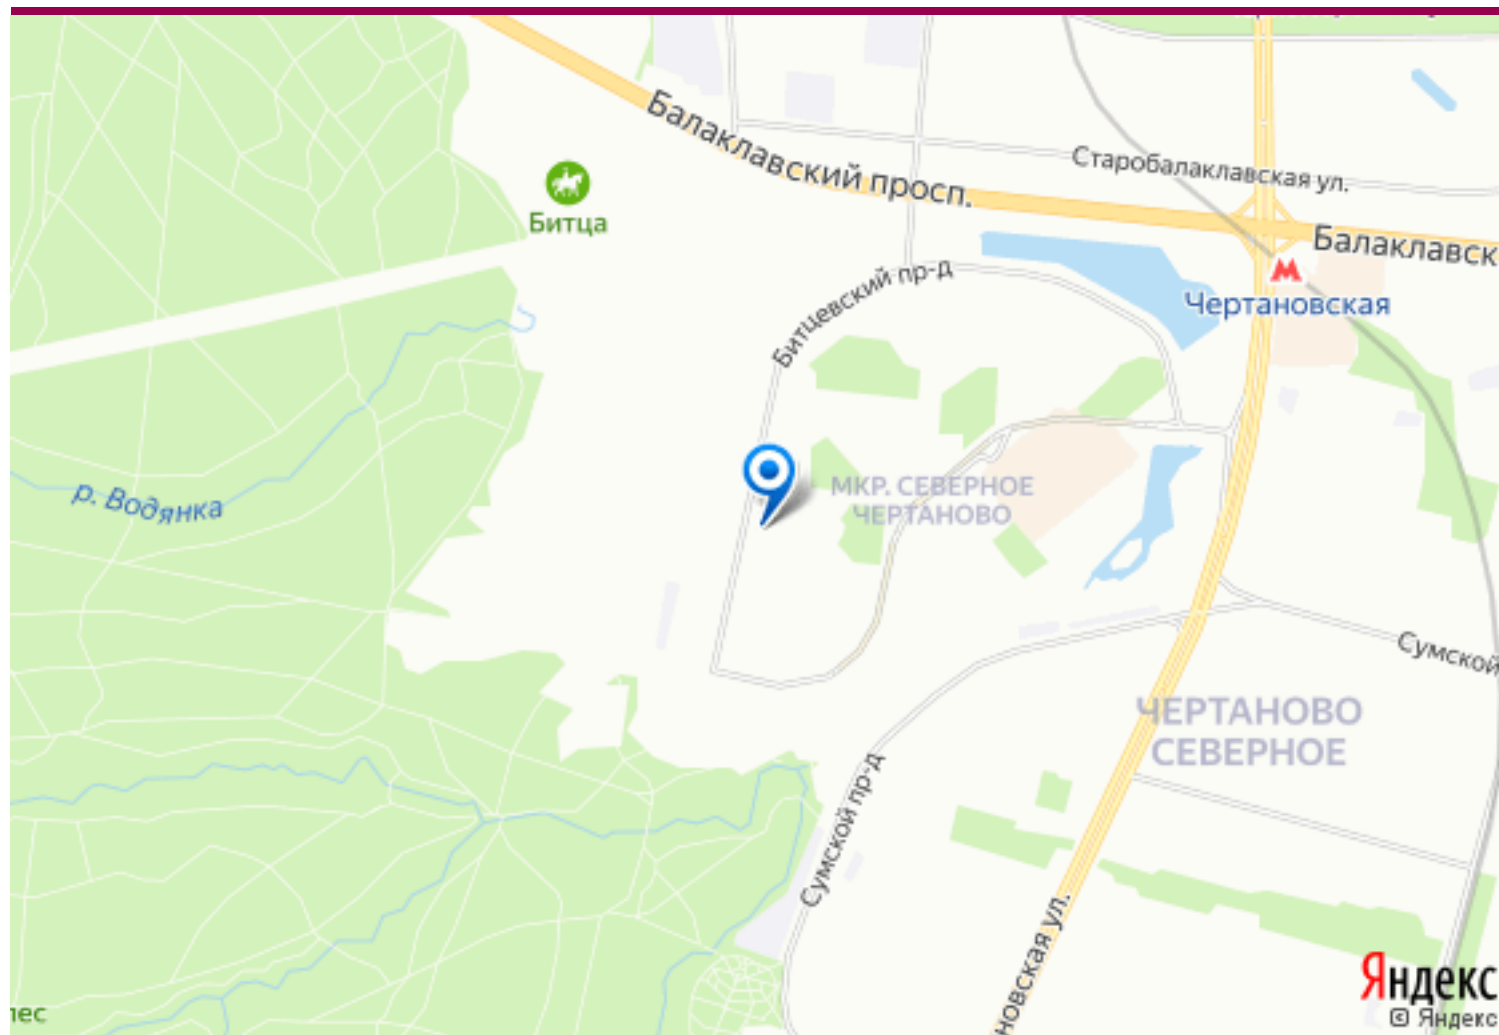 Балаклавский просп.
Старобалаклавская ул.
Битца
Балаклавск
Чертановская
Битцевский пр-д
р. Водянка
МКР. СЕВЕРНОЕ
ЧЕРТАНОВО
Сумской
ЧЕРТАНОВО
СЕВЕРНОЕ
Сумской пр-д
новская ул.
Яндекс
лес
© Яндекс